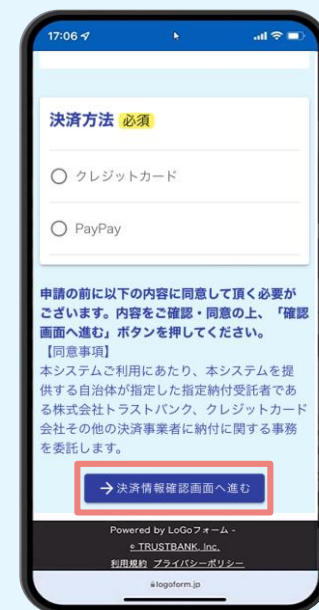 17:06
決済方法 必須
クレジットカード
PayPay
申請の前に以下の内容に同意して頂く必要が
ございます。内容をご確認・同意の上、「確認
画面へ進む」ボタンを押してください。
【同意事項】
本システムご利用にあたり、本システムを提
供する自治体が指定した指定納付受託者であ
る株式会社トラストバンク、クレジットカード
会社その他の決済事業者に納付に関する事務
を委託します。
→決済情報確認画面へ進む
Powered by LoGoフォーム -
© TRUSTBANK, Inc.
利用規約 プライバシーポリシー
logoform.jp